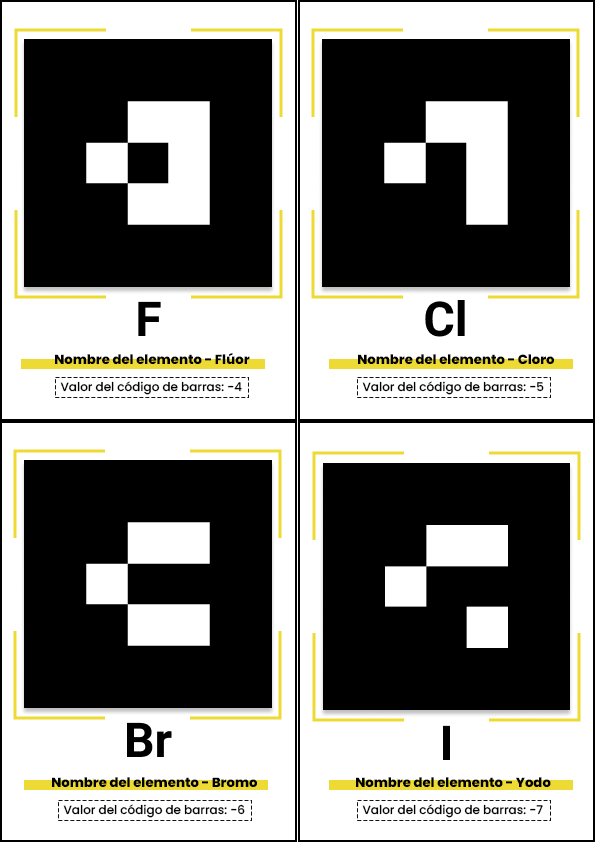 F
Nombre del elemento - Flúor
Valor del código de barras: -4
Cl
Nombre del elemento - Cloro
Valor del código de barras: -5
Br
Nombre del elemento - Bromo
Valor del código de barras: -6
I
Nombre del elemento - Yodo
Valor del código de barras: -7